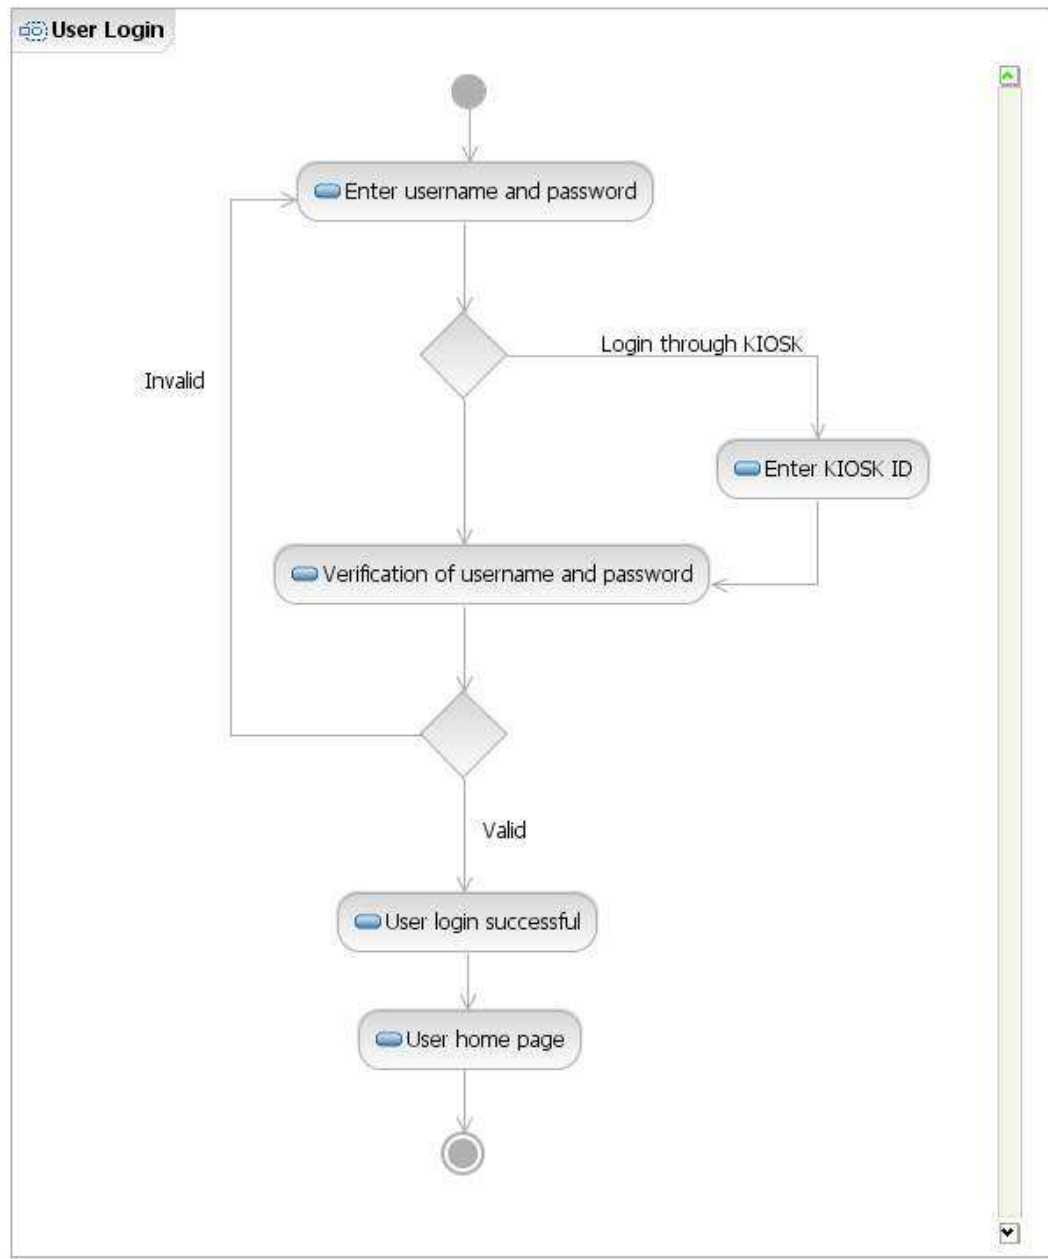 User Login
Enter username and password
Login through KIOSK
Invalid
Enter KIOSK ID
Verification of username and password
Valid
User login successful
User home page